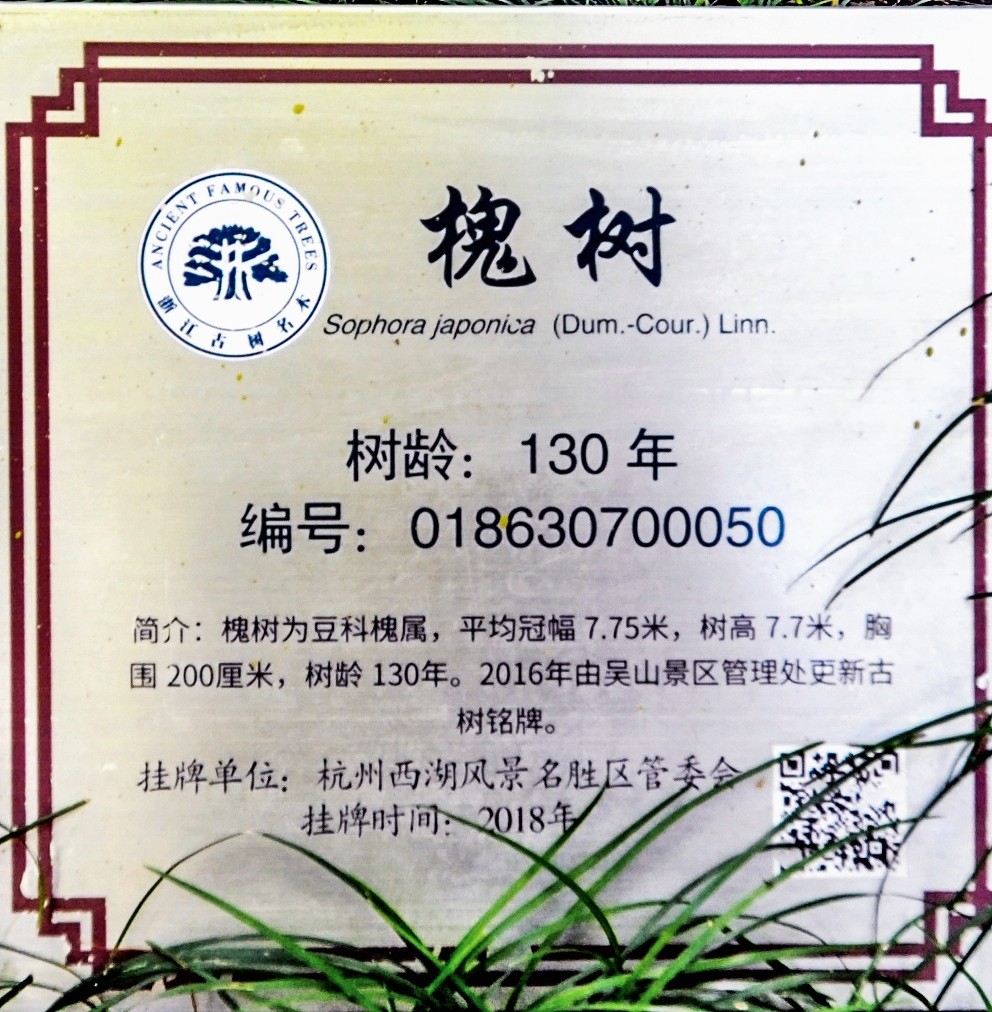 ANCIENT FAMOUS TREES
浙江古树名木
槐树
Sophora japonica (Dum.-Cour.) Linn.
树龄：130 年
编号：018630700050
简介：槐树为豆科槐属，平均冠幅 7.75米，树高 7.7米，胸
围 200厘米，树龄 130年。2016年由吴山景区管理处更新古
树铭牌。
挂牌单位：杭州西湖风景名胜区管委会
挂牌时间：2018年